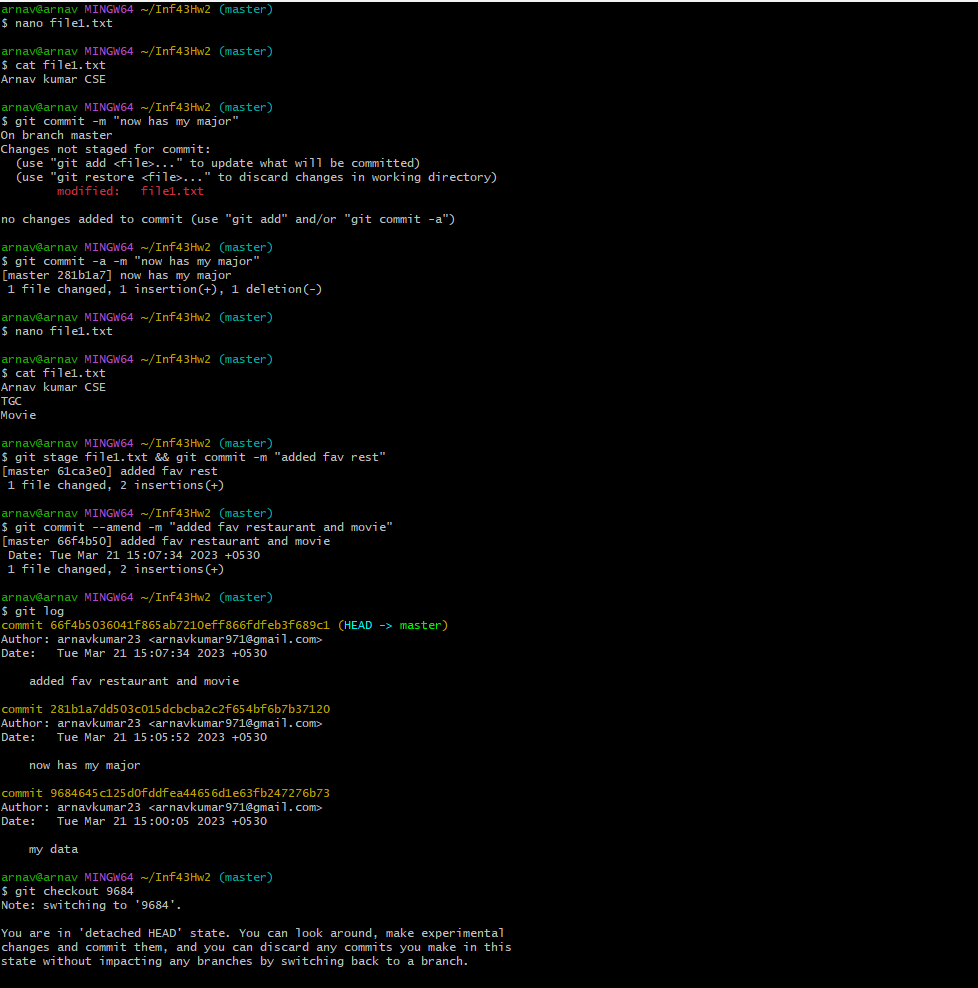 arnav@arnav MINGW64 ~/Inf43Hw2 (master)
$ nano file1.txt
arnav@arnav MINGW64 ~/Inf43Hw2 (master)
$ cat file1.txt
Arnav kumar CSE
arnav@arnav MINGW64 ~/Inf43Hw2 (master)
$ git commit -m "now has my major"
On branch master
Changes not staged for commit:
  (use "git add <file>..." to update what will be committed)
  (use "git restore <file>..." to discard changes in working directory)
        modified:   file1.txt
no changes added to commit (use "git add" and/or "git commit -a")
arnav@arnav MINGW64 ~/Inf43Hw2 (master)
$ git commit -a -m "now has my major"
[master 281b1a7] now has my major
 1 file changed, 1 insertion(+), 1 deletion(-)
arnav@arnav MINGW64 ~/Inf43Hw2 (master)
$ nano file1.txt
arnav@arnav MINGW64 ~/Inf43Hw2 (master)
$ cat file1.txt
Arnav kumar CSE
TGC
Movie
arnav@arnav MINGW64 ~/Inf43Hw2 (master)
$ git stage file1.txt && git commit -m "added fav rest"
[master 61ca3e0] added fav rest
 1 file changed, 2 insertions(+)
arnav@arnav MINGW64 ~/Inf43Hw2 (master)
$ git commit --amend -m "added fav restaurant and movie"
[master 66f4b50] added fav restaurant and movie
 Date: Tue Mar 21 15:07:34 2023 +0530
 1 file changed, 2 insertions(+)
arnav@arnav MINGW64 ~/Inf43Hw2 (master)
$ git log
commit 66f4b5036041f865ab7210eff866fdfeb3f689c1 (HEAD -> master)
Author: arnavkumar23 <arnavkumar971@gmail.com>
Date:   Tue Mar 21 15:07:34 2023 +0530
    added fav restaurant and movie
commit 281b1a7dd503c015dcbcba2c2f654bf6b7b37120
Author: arnavkumar23 <arnavkumar971@gmail.com>
Date:   Tue Mar 21 15:05:52 2023 +0530
    now has my major
commit 9684645c125d0fddfea44656d1e63fb247276b73
Author: arnavkumar23 <arnavkumar971@gmail.com>
Date:   Tue Mar 21 15:00:05 2023 +0530
    my data
arnav@arnav MINGW64 ~/Inf43Hw2 (master)
$ git checkout 9684
Note: switching to '9684'.
You are in 'detached HEAD' state. You can look around, make experimental
changes and commit them, and you can discard any commits you make in this
state without impacting any branches by switching back to a branch.